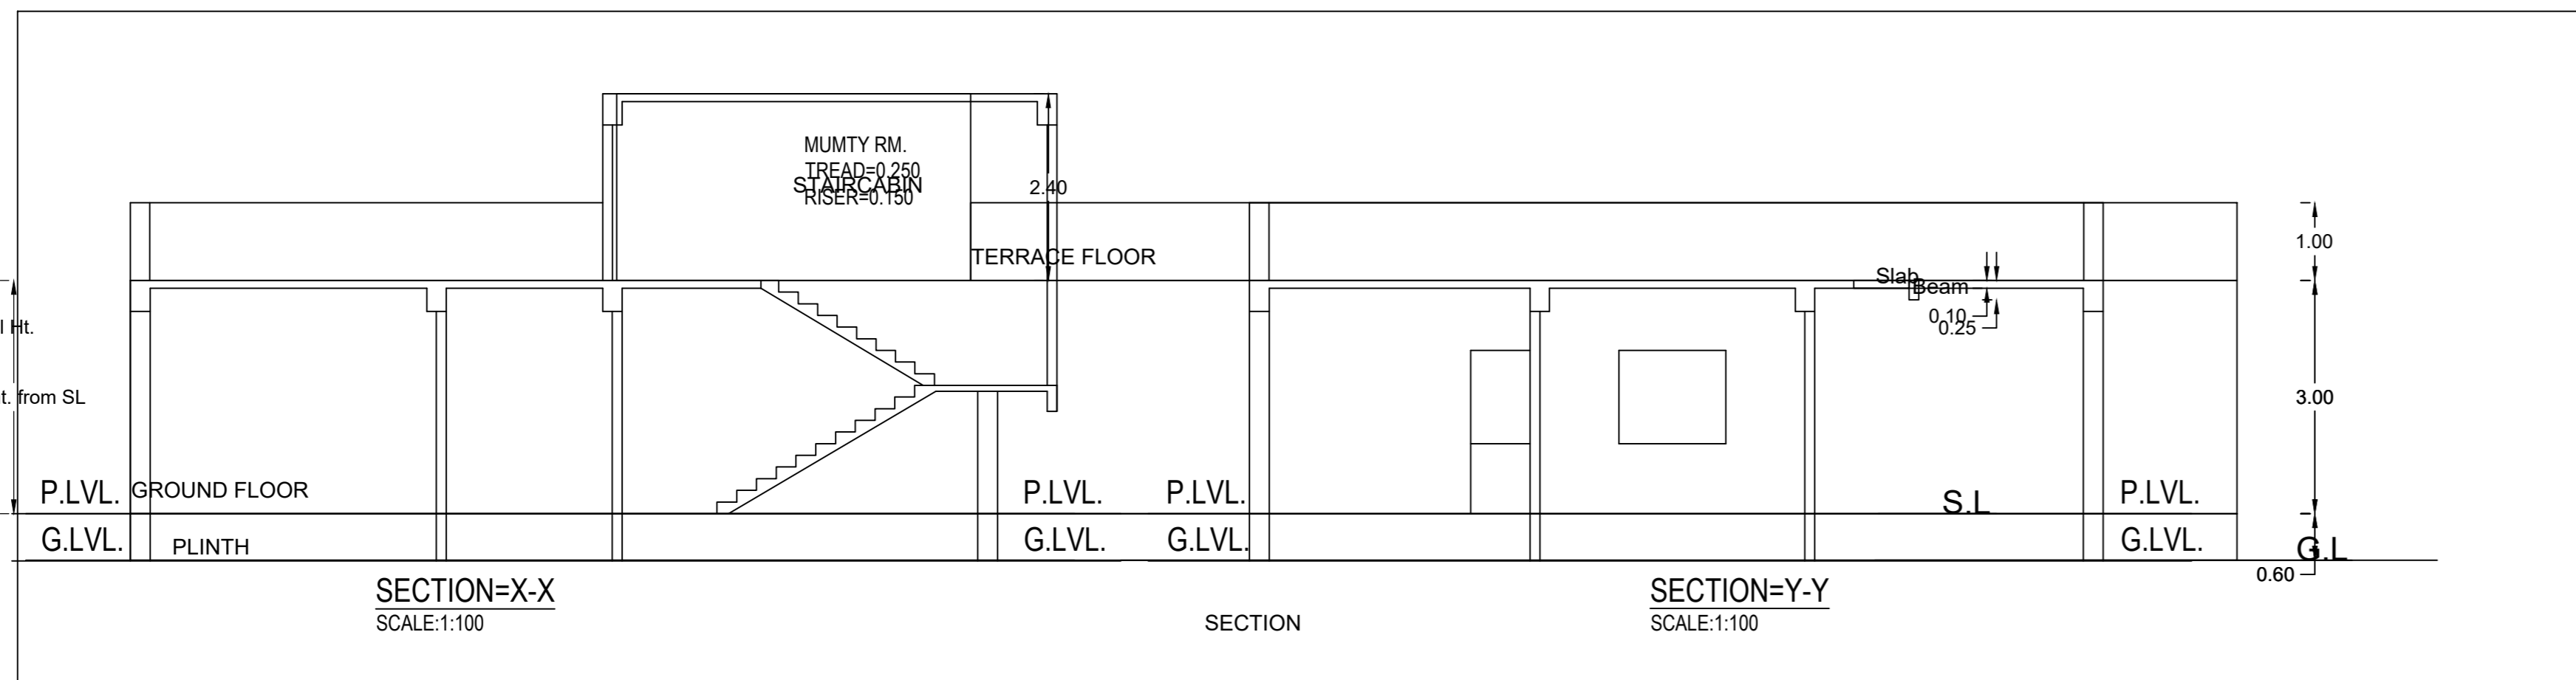 MUMTY RM.
TREAD=0.250
STAIRCABIN
RISER=0.150
2.40
TERRACE FLOOR
1.00
Slab
Beam
0.10
0.25
l Ht.
t. from SL
3.00
P.LVL.
GROUND FLOOR
P.LVL.
P.LVL.
S.L
P.LVL.
G.LVL.
PLINTH
G.LVL.
G.LVL.
G.LVL.
G.L
0.60
SECTION=X-X
SCALE:1:100
SECTION
SECTION=Y-Y
SCALE:1:100